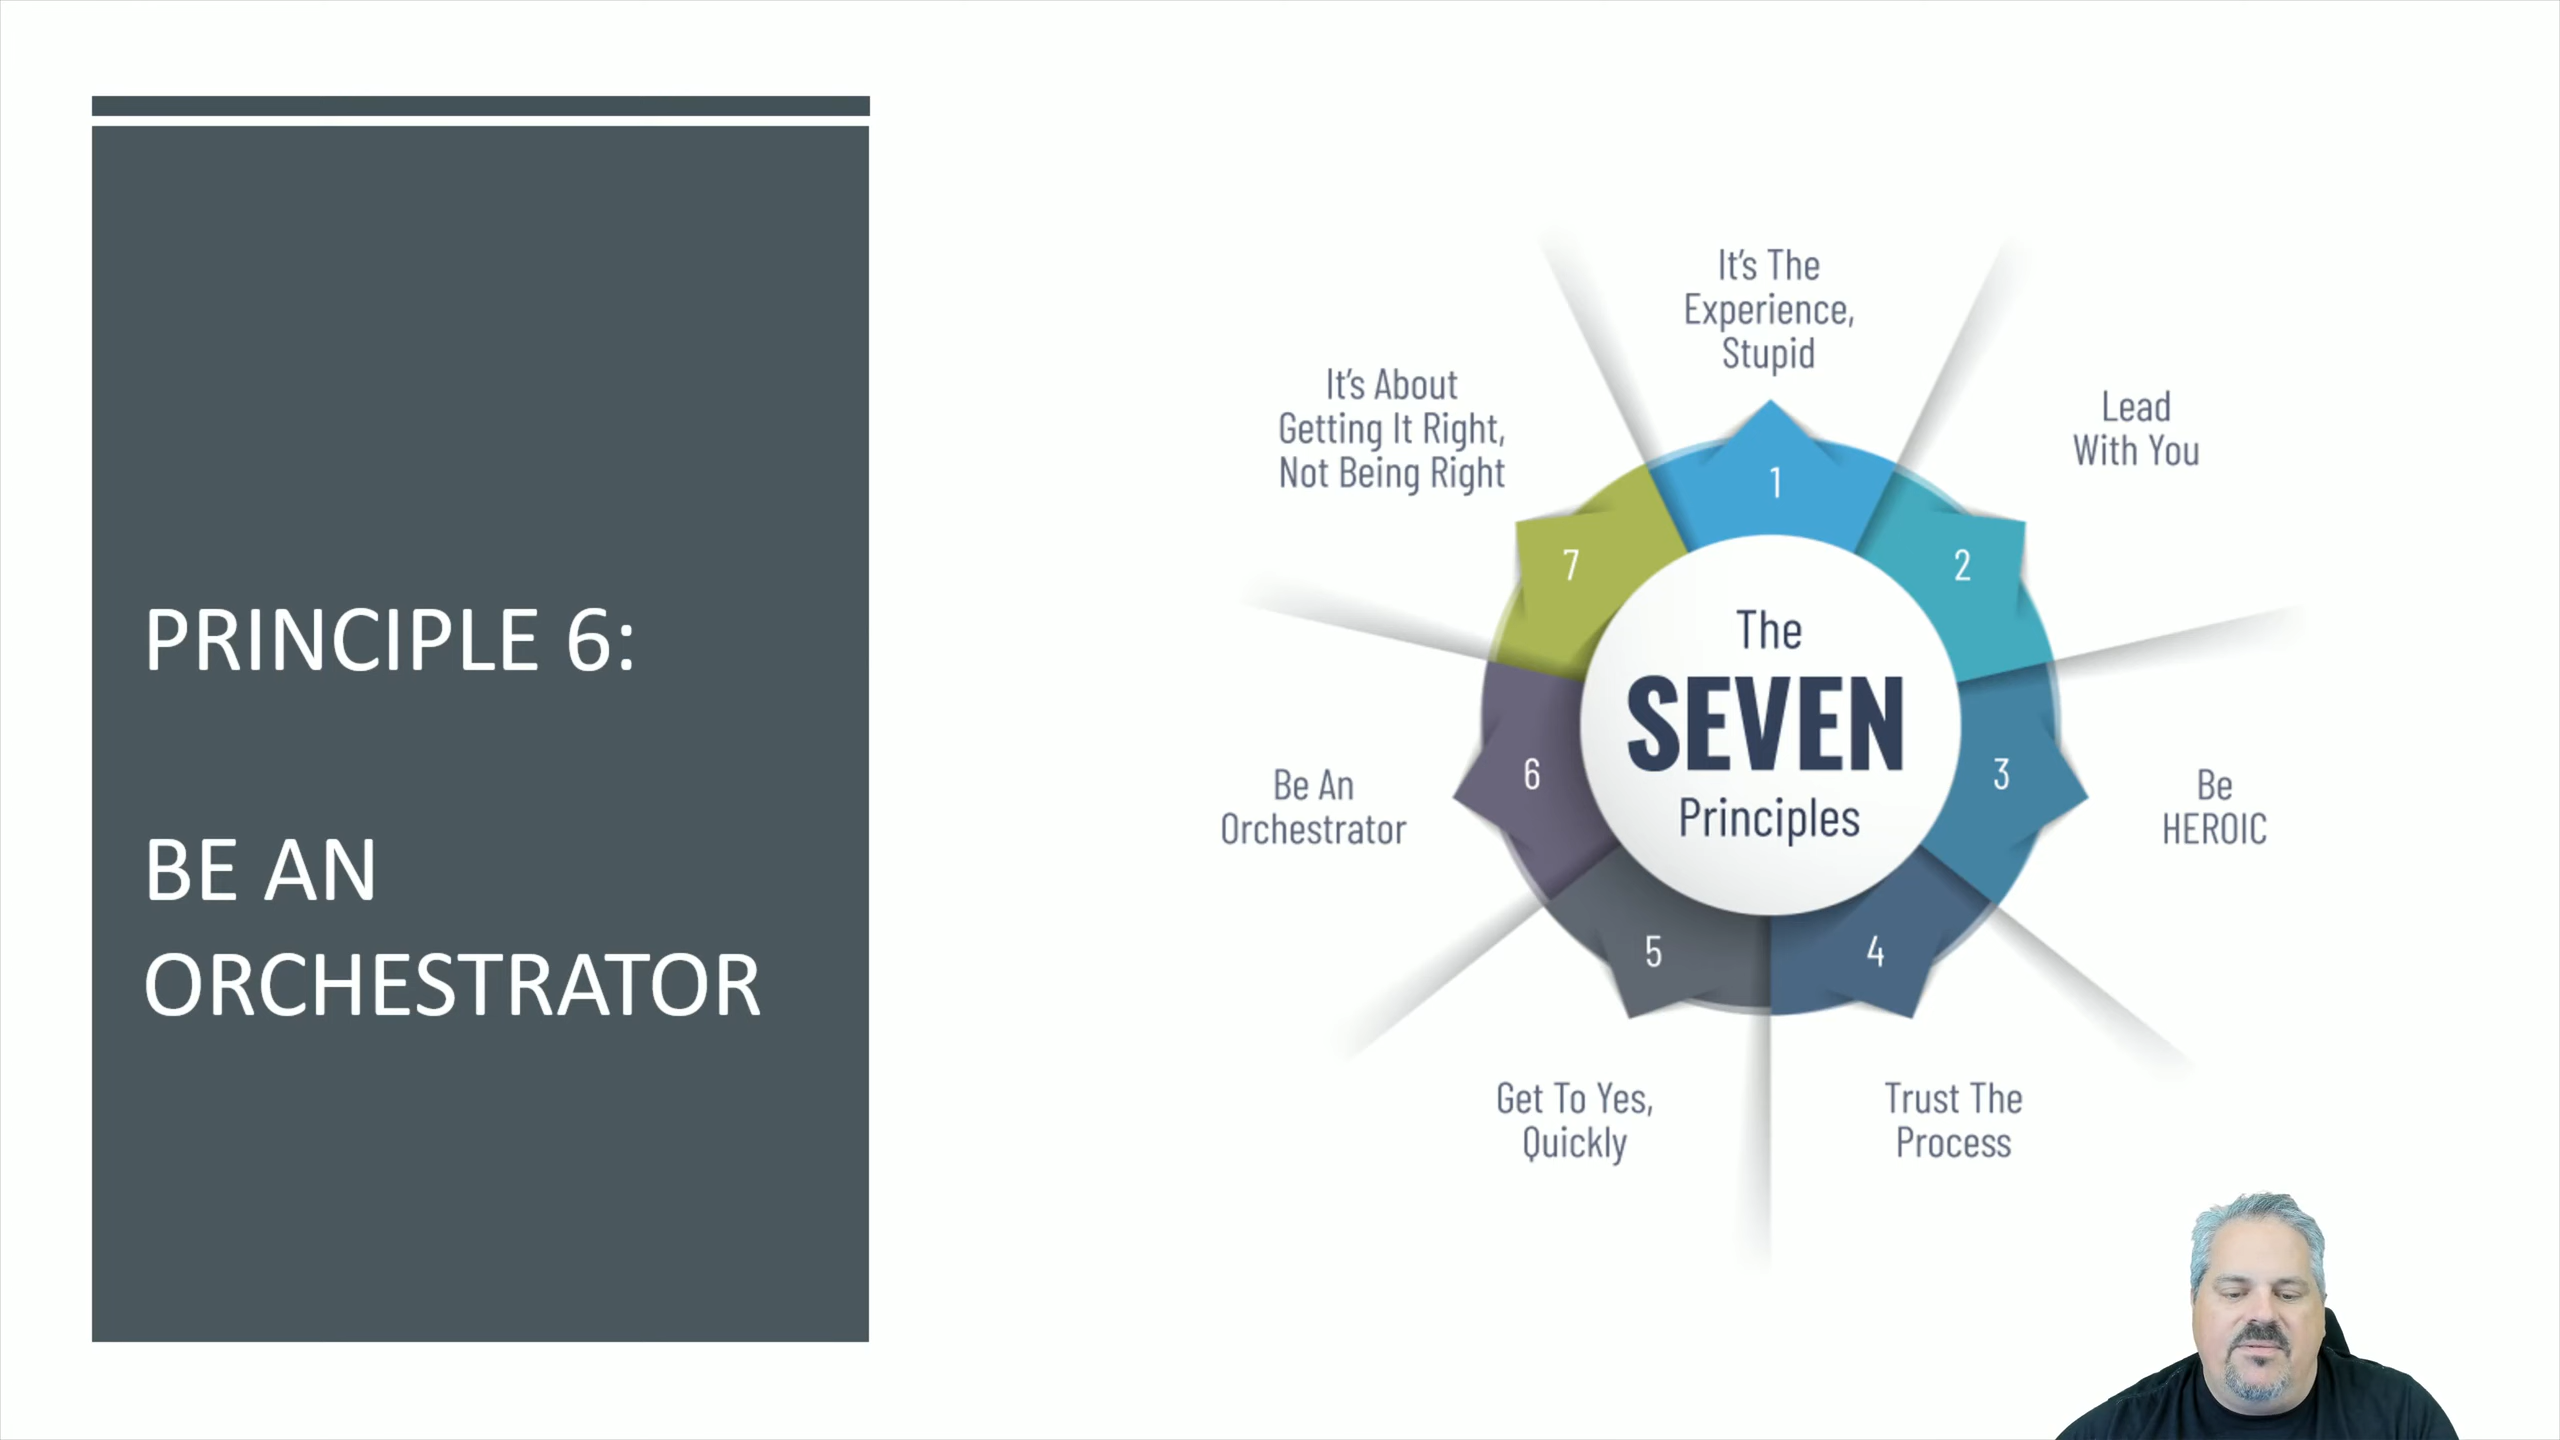 PRINCIPLE 6:
BE AN
ORCHESTRATOR
The
SEVEN
Principles
1
It's The
Experience,
Stupid
2
Lead
With You
3
Be
HEROIC
4
Trust The
Process
5
Get To Yes,
Quickly
6
Be An
Orchestrator
7
It's About
Getting It Right,
Not Being Right